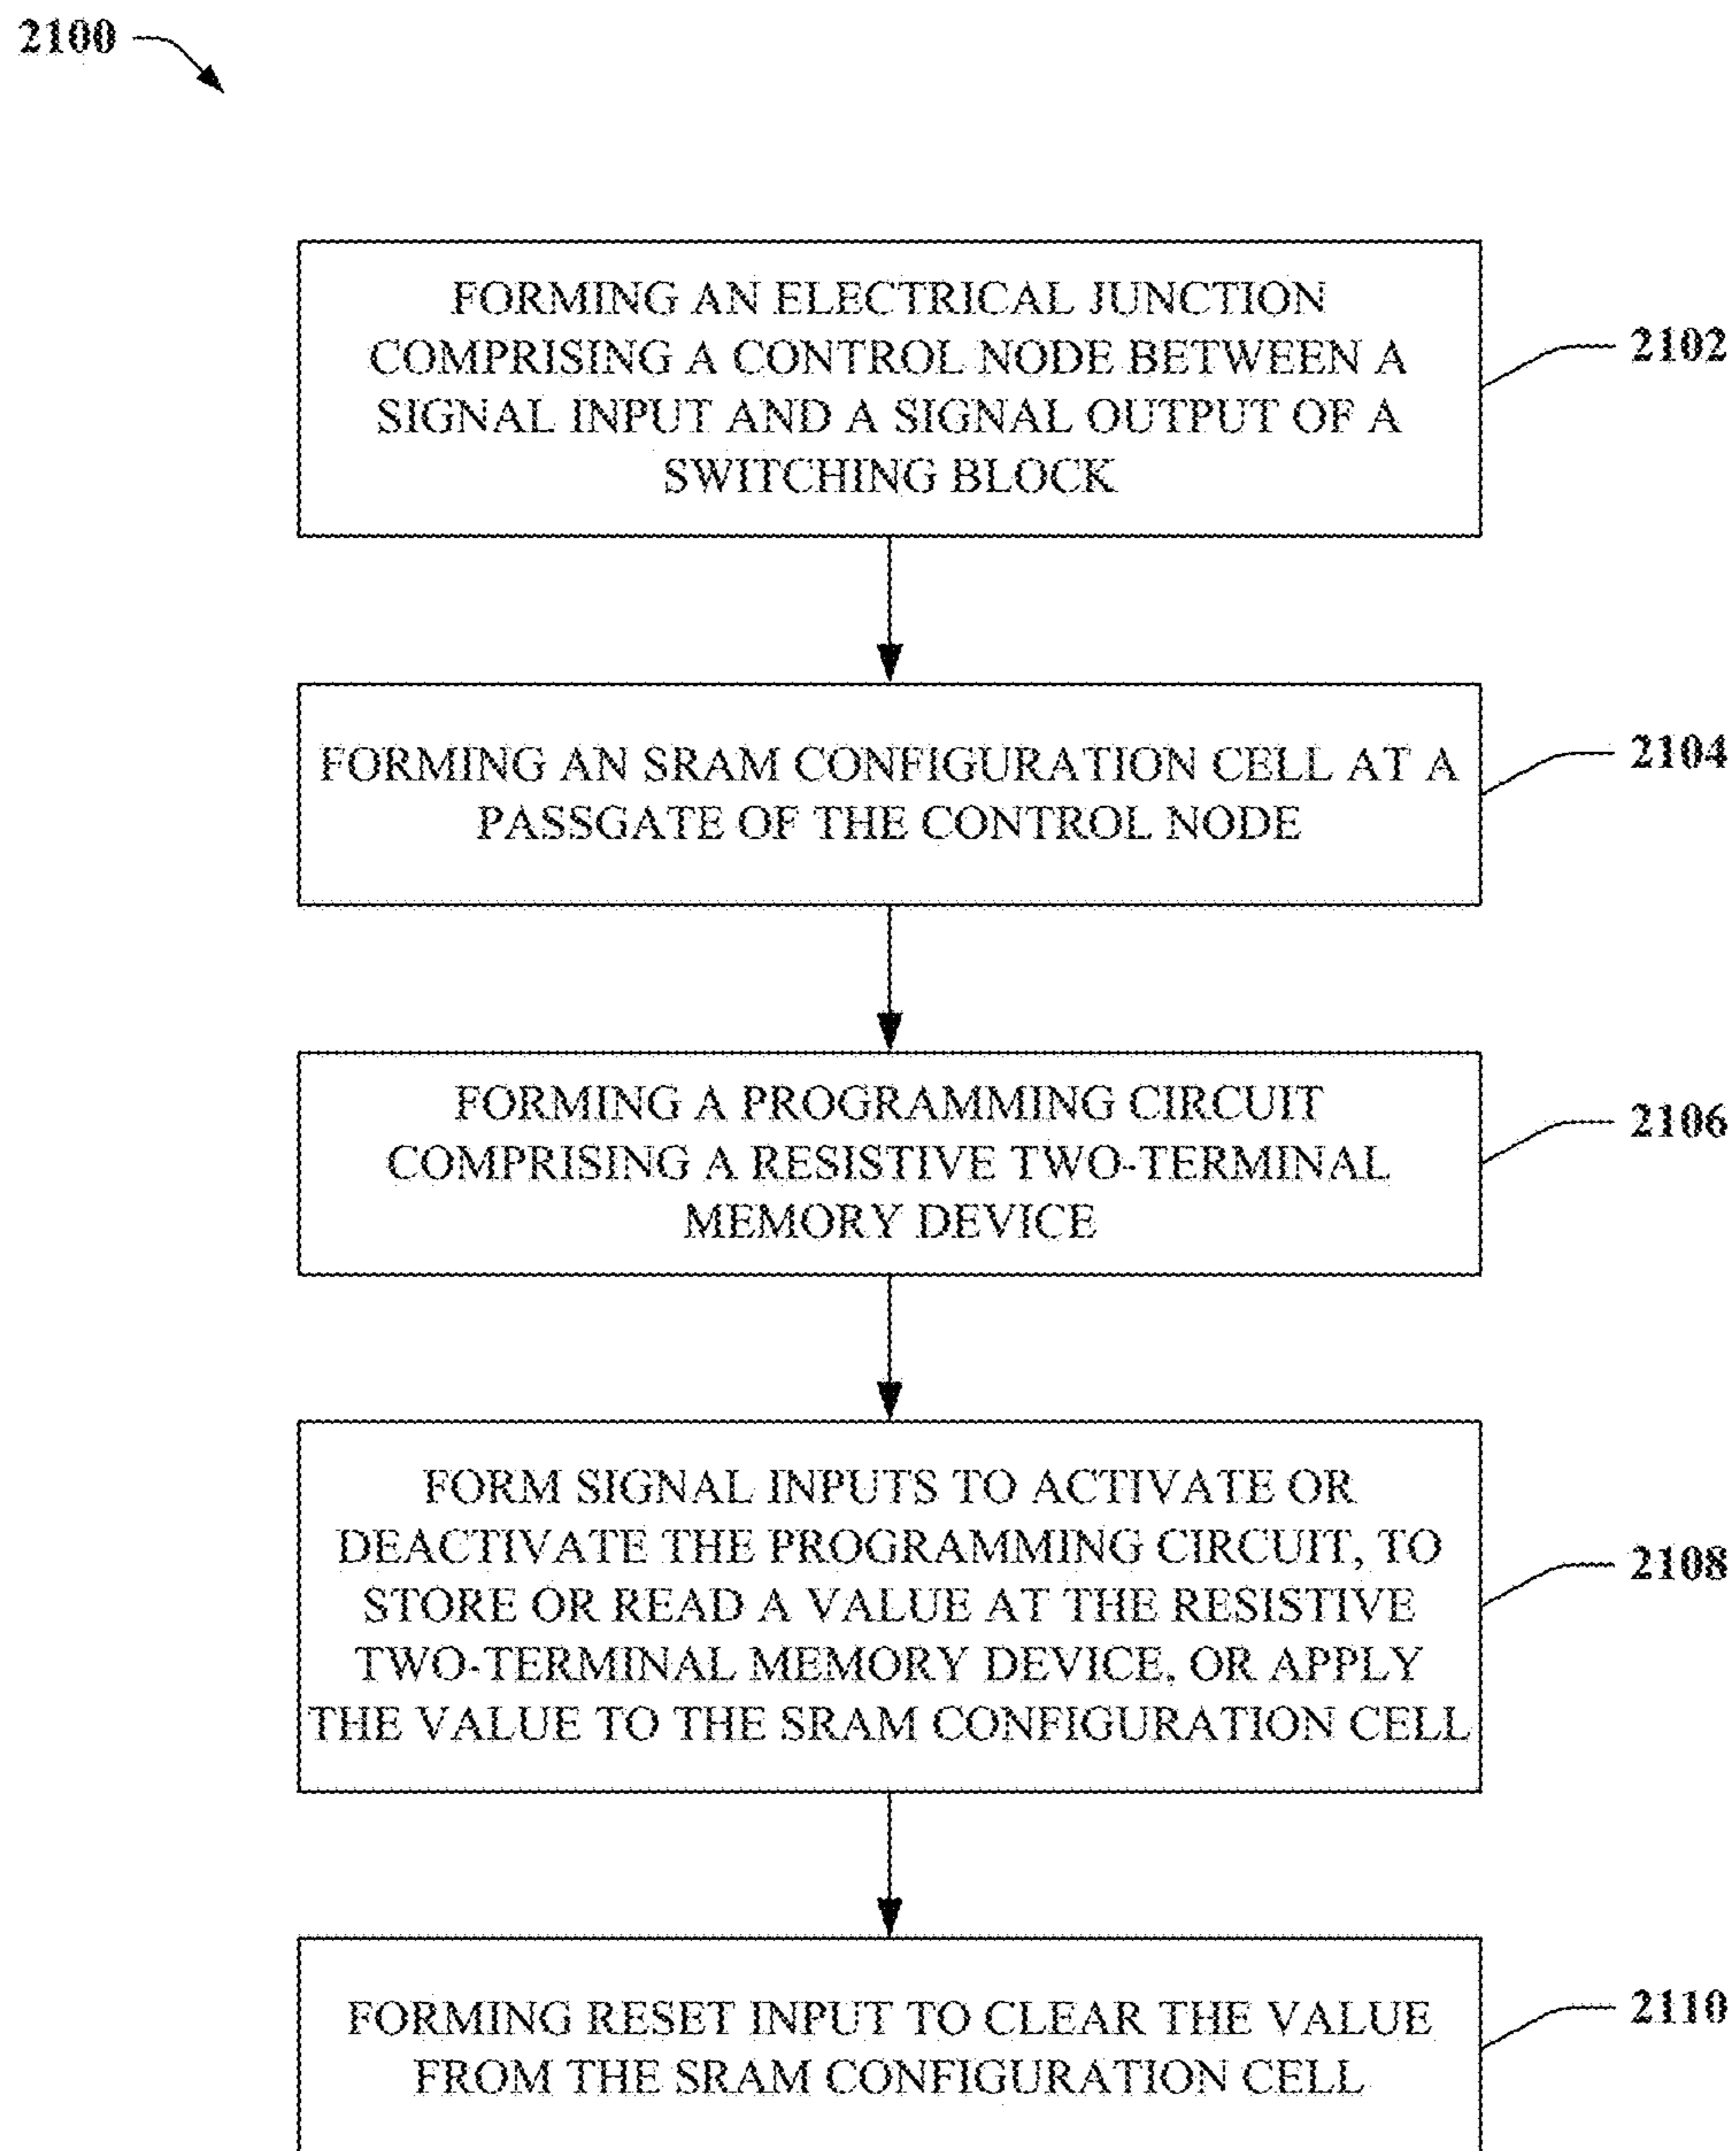 2100
FORMING AN ELECTRICAL JUNCTION
COMPRISING A CONTROL NODE BETWEEN A
SIGNAL INPUT AND A SIGNAL OUTPUT OF A
SWITCHING BLOCK
2102
FORMING AN SRAM CONFIGURATION CELL AT A
PASSGATE OF THE CONTROL NODE
2104
FORMING A PROGRAMMING CIRCUIT
COMPRISING A RESISTIVE TWO-TERMINAL
MEMORY DEVICE
2106
FORM SIGNAL INPUTS TO ACTIVATE OR
DEACTIVATE THE PROGRAMMING CIRCUIT, TO
STORE OR READ A VALUE AT THE RESISTIVE
TWO-TERMINAL MEMORY DEVICE, OR APPLY
THE VALUE TO THE SRAM CONFIGURATION CELL
2108
FORMING RESET INPUT TO CLEAR THE VALUE
FROM THE SRAM CONFIGURATION CELL
2110